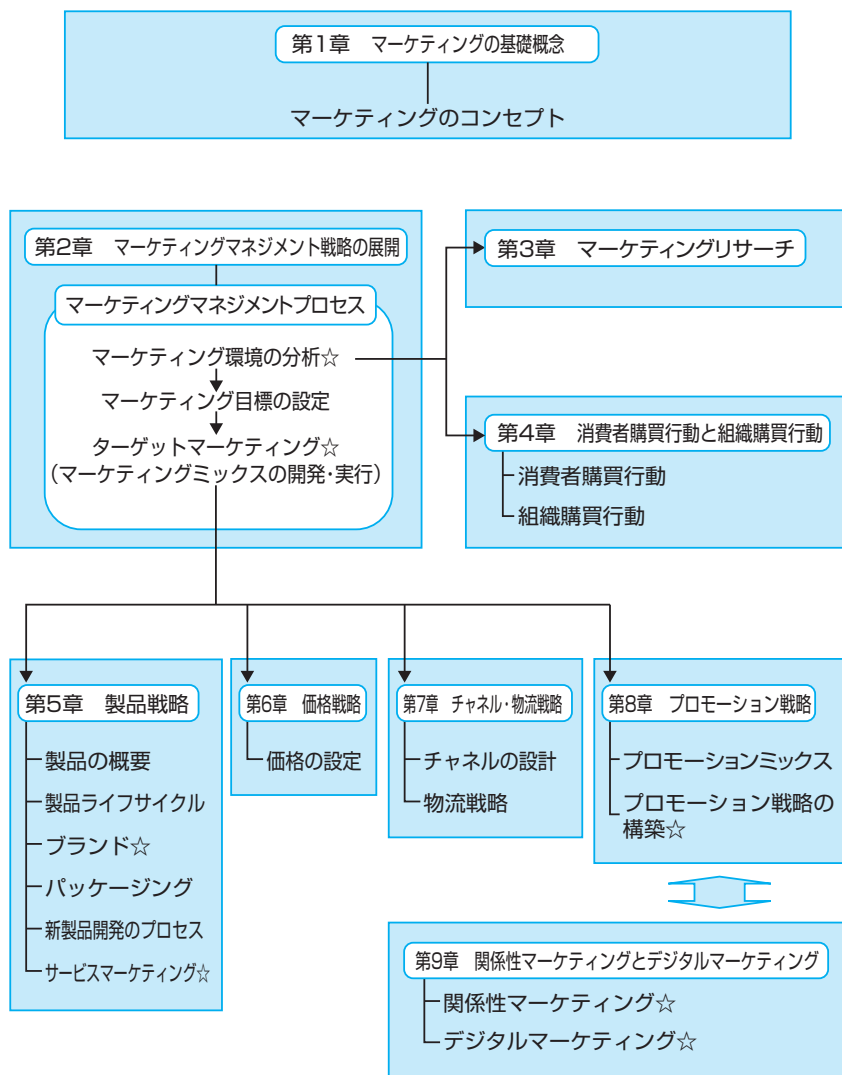 第1章　マーケティングの基礎概念
マーケティングのコンセプト
第2章　マーケティングマネジメント戦略の展開
マーケティングマネジメントプロセス
マーケティング環境の分析☆
マーケティング目標の設定
ターゲットマーケティング☆
(マーケティングミックスの開発・実行)
第3章　マーケティングリサーチ
第4章　消費者購買行動と組織購買行動
消費者購買行動
組織購買行動
第5章　製品戦略
製品の概要
製品ライフサイクル
ブランド☆
パッケージング
新製品開発のプロセス
サービスマーケティング☆
第6章　価格戦略
価格の設定
第7章　チャネル・物流戦略
チャネルの設計
物流戦略
第8章　プロモーション戦略
プロモーションミックス
プロモーション戦略の
構築☆
第9章　関係性マーケティングとデジタルマーケティング
関係性マーケティング☆
デジタルマーケティング☆